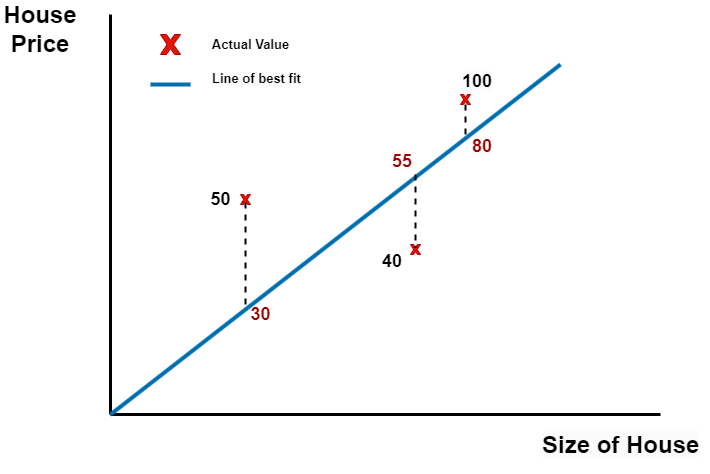 House
Price
Actual Value
Line of best fit
100
80
55
50
40
30
Size of House